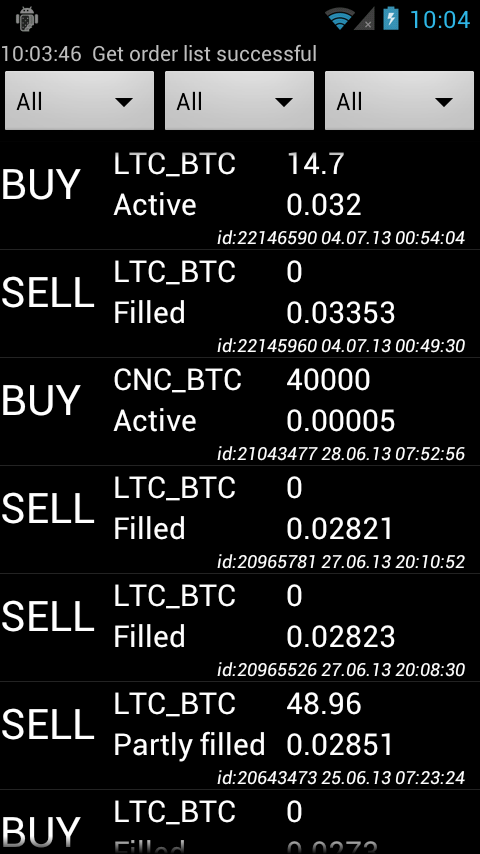 10:04
10:03:46 Get order list successful
All All All
BUY LTC_BTC 14.7
Active 0.032
id:22146590 04.07.13 00:54:04
SELL LTC_BTC 0
Filled 0.03353
id:22145960 04.07.13 00:49:30
BUY CNC_BTC 40000
Active 0.00005
id:21043477 28.06.13 07:52:56
SELL LTC_BTC 0
Filled 0.02821
id:20965781 27.06.13 20:10:52
SELL LTC_BTC 0
Filled 0.02823
id:20965526 27.06.13 20:08:30
SELL LTC_BTC 48.96
Partly filled 0.02851
id:20643473 25.06.13 07:23:24
BUY LTC_BTC 0
Filled 0.0273